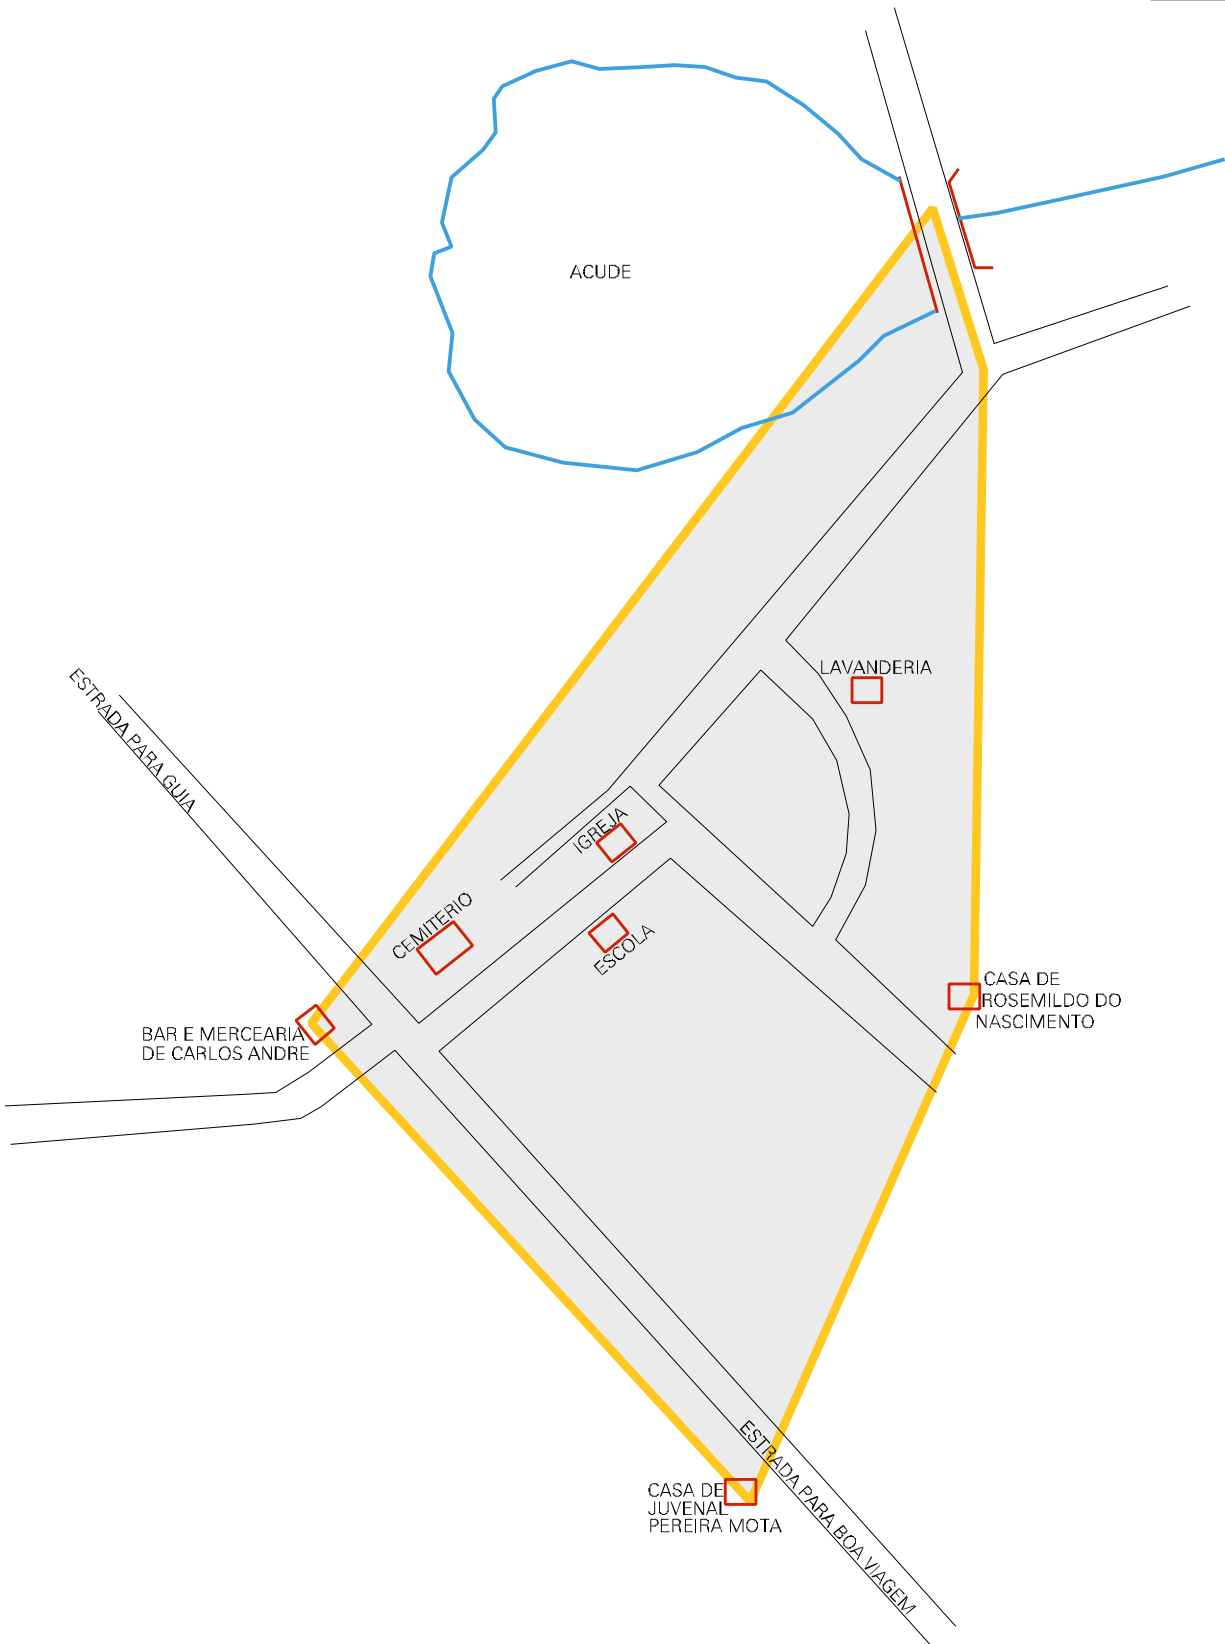 ACUDE
LAVANDERIA
ESTRADA PARA GUIA
IGREJA
CEMITERIO
ESCOLA
CASA DE
ROSEMILDO DO
NASCIMENTO
BAR E MERCEARIA
DE CARLOS ANDRE
ESTRADA PARA BOA VIAGEM
CASA DE
JUVENAL
PEREIRA MOTA